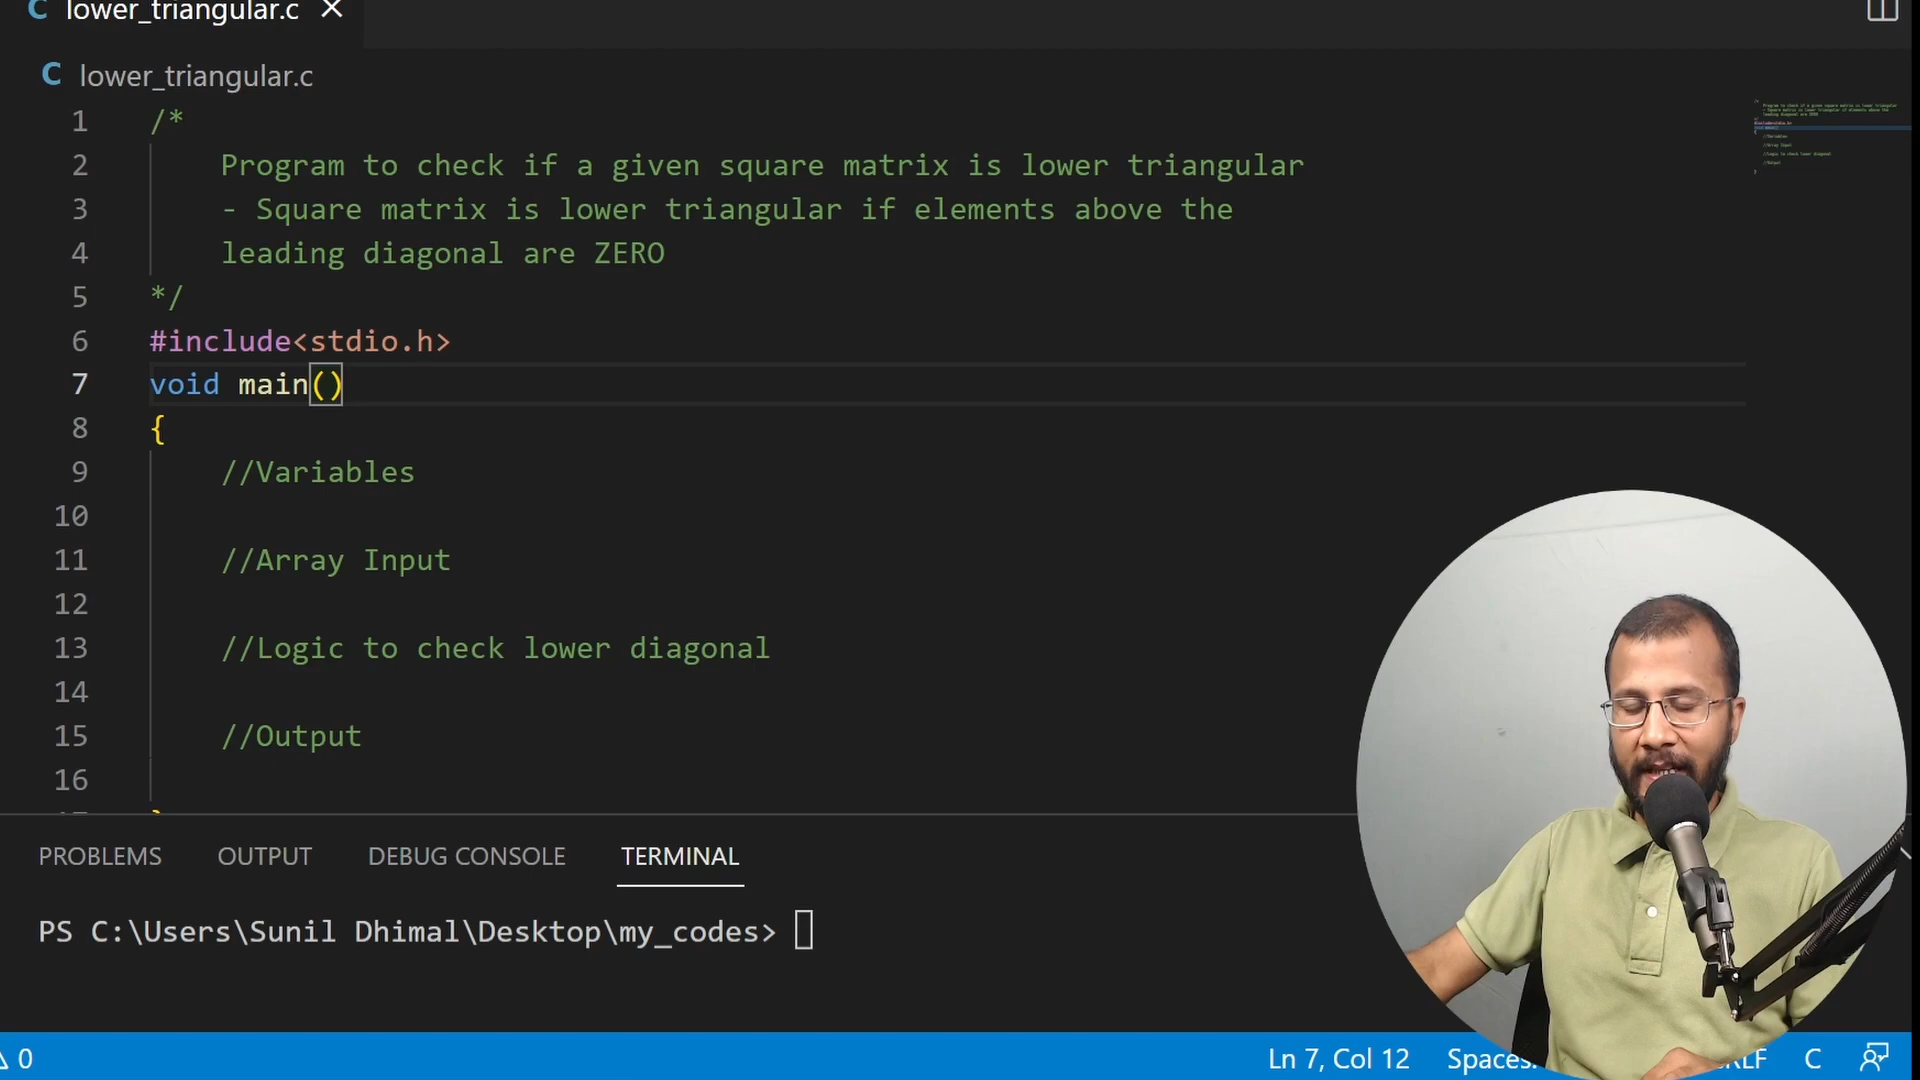 C lower_triangular.c ×
C lower_triangular.c
1 /*
2 Program to check if a given square matrix is lower triangular
3 - Square matrix is lower triangular if elements above the
4 leading diagonal are ZERO
5 */
6 #include<stdio.h>
7 void main()
8 {
9 //Variables
10
11 //Array Input
12
13 //Logic to check lower diagonal
14
15 //Output
16
PROBLEMS OUTPUT DEBUG CONSOLE TERMINAL
PS C:\Users\Sunil Dhimal\Desktop\my_codes>
0 Ln 7, Col 12 Spaces: RLF C